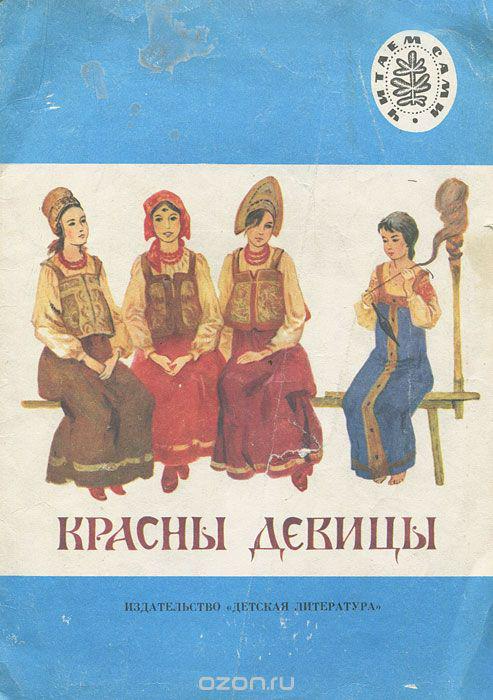 ЧИТАЕМ САМИ •
КРАСНЫ ДЕВИЦЫ
ИЗДАТЕЛЬСТВО «ДЕТСКАЯ ЛИТЕРАТУРА»
ozon.ru